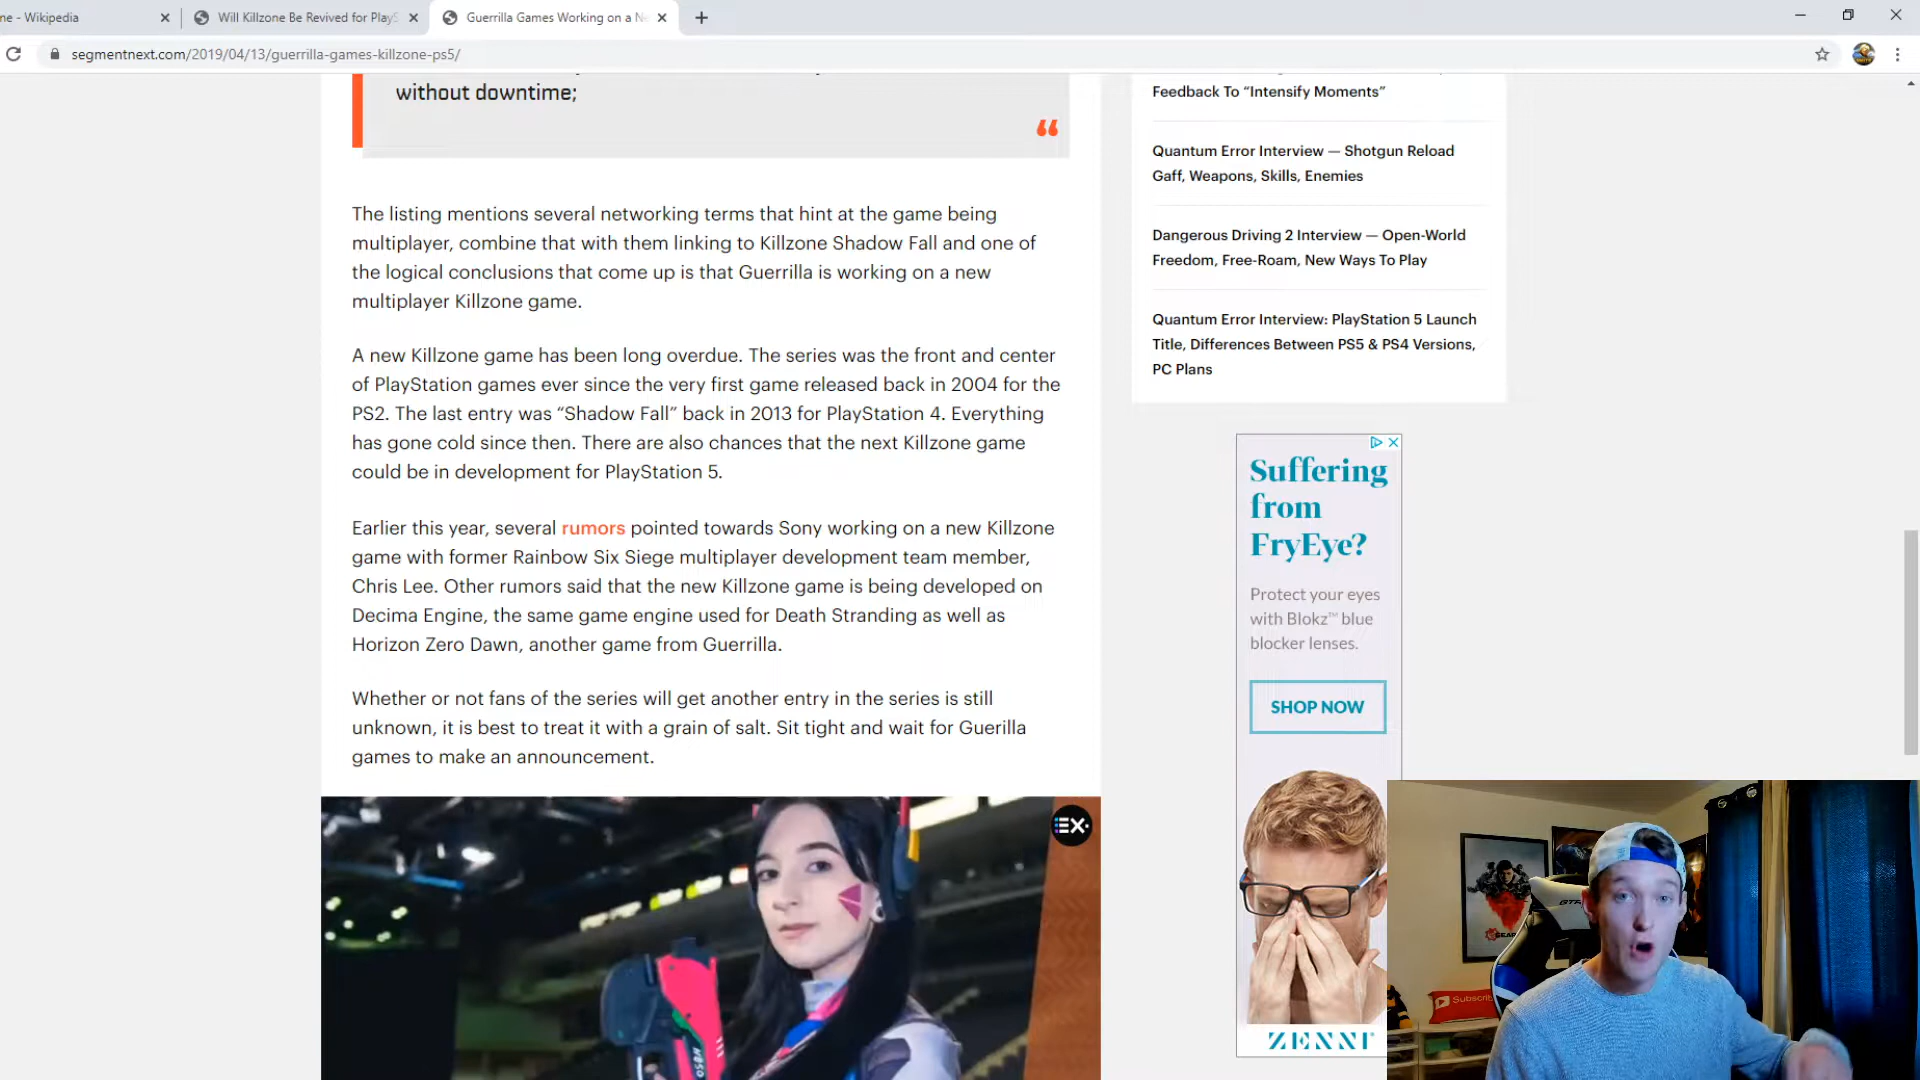 ne - Wikipedia
Will Killzone Be Revived for PlayS
Guerrilla Games Working on a Ne
segmentnext.com/2019/04/13/guerrilla-games-killzone-ps5/
without downtime;
The listing mentions several networking terms that hint at the game being
multiplayer, combine that with them linking to Killzone Shadow Fall and one of
the logical conclusions that come up is that Guerrilla is working on a new
multiplayer Killzone game.
A new Killzone game has been long overdue. The series was the front and center
of PlayStation games ever since the very first game released back in 2004 for the
PS2. The last entry was “Shadow Fall” back in 2013 for PlayStation 4. Everything
has gone cold since then. There are also chances that the next Killzone game
could be in development for PlayStation 5.
Earlier this year, several rumors pointed towards Sony working on a new Killzone
game with former Rainbow Six Siege multiplayer development team member,
Chris Lee. Other rumors said that the new Killzone game is being developed on
Decima Engine, the same game engine used for Death Stranding as well as
Horizon Zero Dawn, another game from Guerrilla.
Whether or not fans of the series will get another entry in the series is still
unknown, it is best to treat it with a grain of salt. Sit tight and wait for Guerilla
games to make an announcement.
Feedback To “Intensify Moments”
Quantum Error Interview — Shotgun Reload
Gaff, Weapons, Skills, Enemies
Dangerous Driving 2 Interview — Open-World
Freedom, Free-Roam, New Ways To Play
Quantum Error Interview: PlayStation 5 Launch
Title, Differences Between PS5 & PS4 Versions,
PC Plans
Suffering
from
FryEye?
Protect your eyes
with Blokz™ blue
blocker lenses.
SHOP NOW
ZENNI
EX
Subscri
GEAR